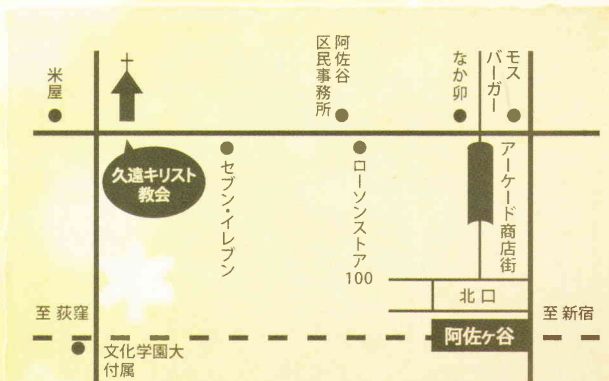 米屋
阿佐谷
区民事務所
なか卯
モス
バーガー
久遠キリスト
教会
セブン・イレブン
ローソンストア
100
アーケード商店街
北口
至 荻窪
至 新宿
阿佐ヶ谷
文化学園大
付属